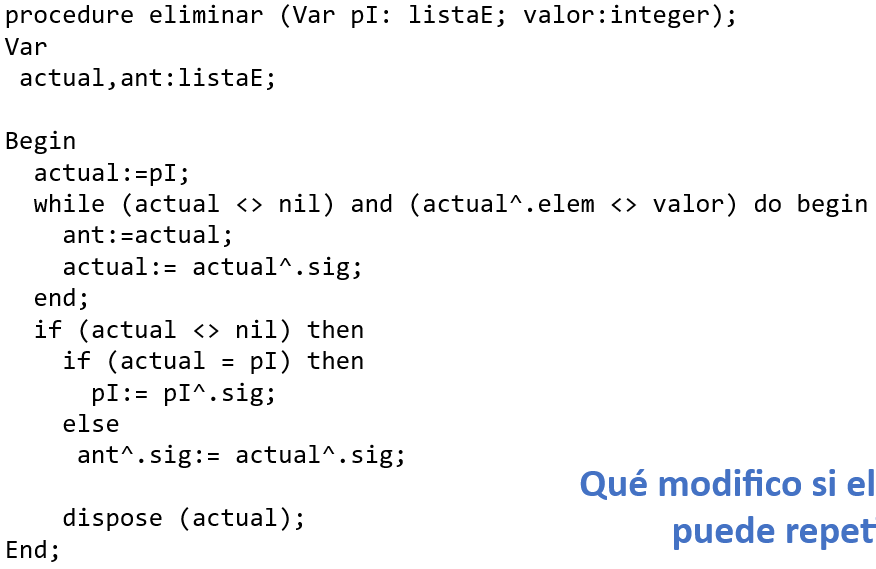 procedure eliminar (Var pI: listaE; valor:integer);
Var
actual,ant:listaE;
Begin
actual:=pI;
while (actual <> nil) and (actual^.elem <> valor) do begin
ant:=actual;
actual:= actual^.sig;
end;
if (actual <> nil) then
if (actual = pI) then
pI:= pI^.sig;
else
ant^.sig:= actual^.sig;
Qué modifico si el
puede
dispose (actual);
End;